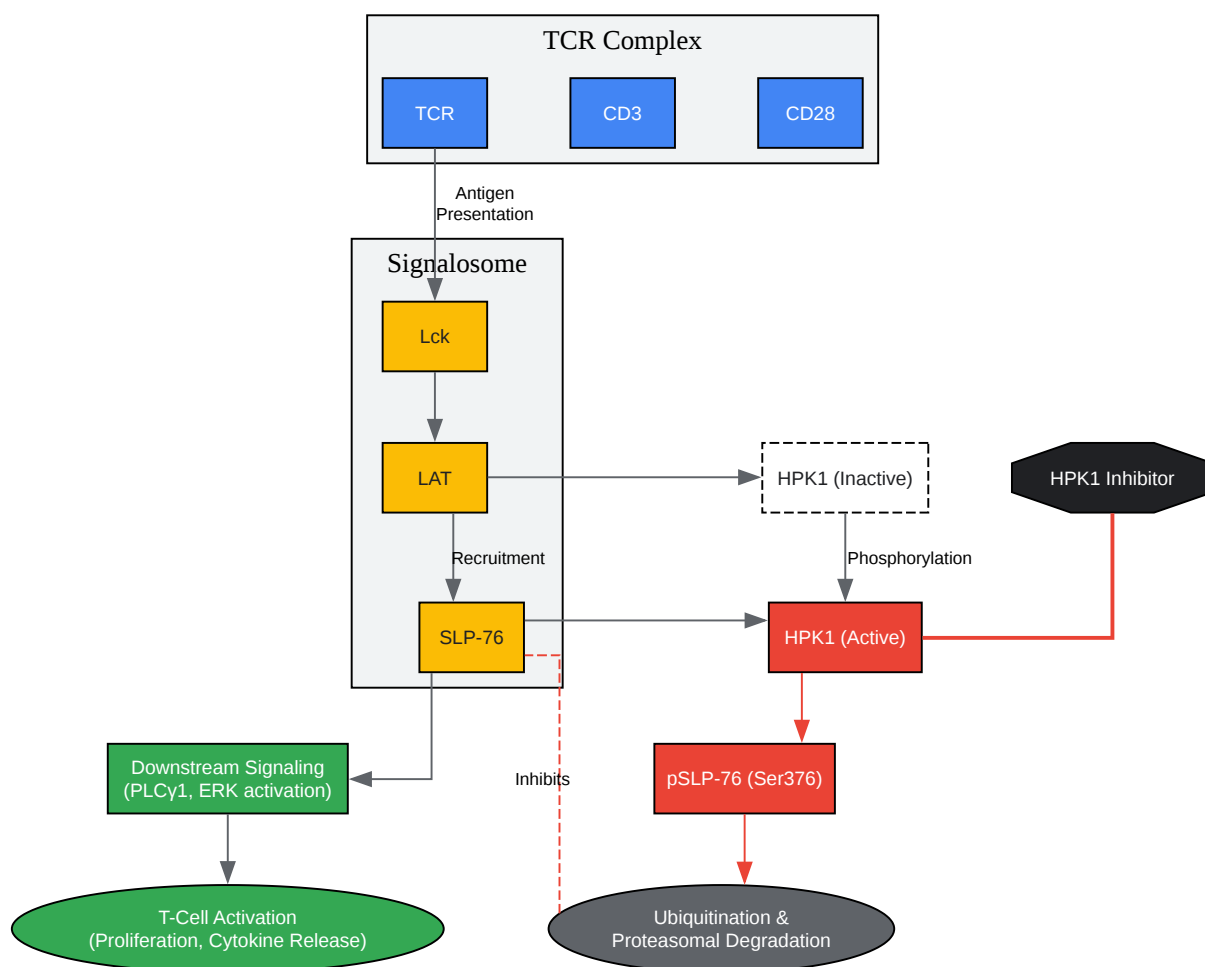 TCR Complex
TCR
CD3
CD28
Antigen
Presentation
Signalosome
Lck
LAT
HPK1 (Inactive)
HPK1 Inhibitor
Recruitment
Phosphorylation
SLP-76
HPK1 (Active)
Downstream Signaling
(PLCγ1, ERK activation)
Inhibits
pSLP-76 (Ser376)
T-Cell Activation
(Proliferation, Cytokine Release)
Ubiquitination &
Proteasomal Degradation